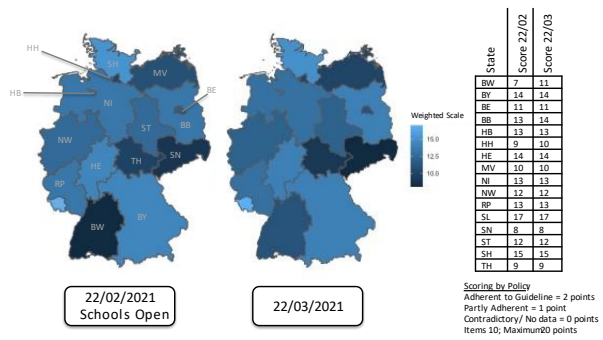 HH
SH
MV
HB
BE
NI
ST
BB
NW
HE
TH
SN
RP
BY
BW
Weighted Scale
15.0
12.5
10.0
22/02/2021
Schools Open
22/03/2021
State Score 22/02 Score 22/03
BW 7 11
BY 14 14
BE 11 11
BB 13 14
HB 13 13
HH 9 10
HE 14 14
MV 10 10
NI 13 13
NW 12 12
RP 13 13
SL 17 17
SN 8 8
ST 12 12
SH 15 15
TH 9 9
Scoring by Policy
Adherent to Guideline = 2 points
Partly Adherent = 1 point
Contradictory/ No data = 0 points
Items 10; Maximum20 points